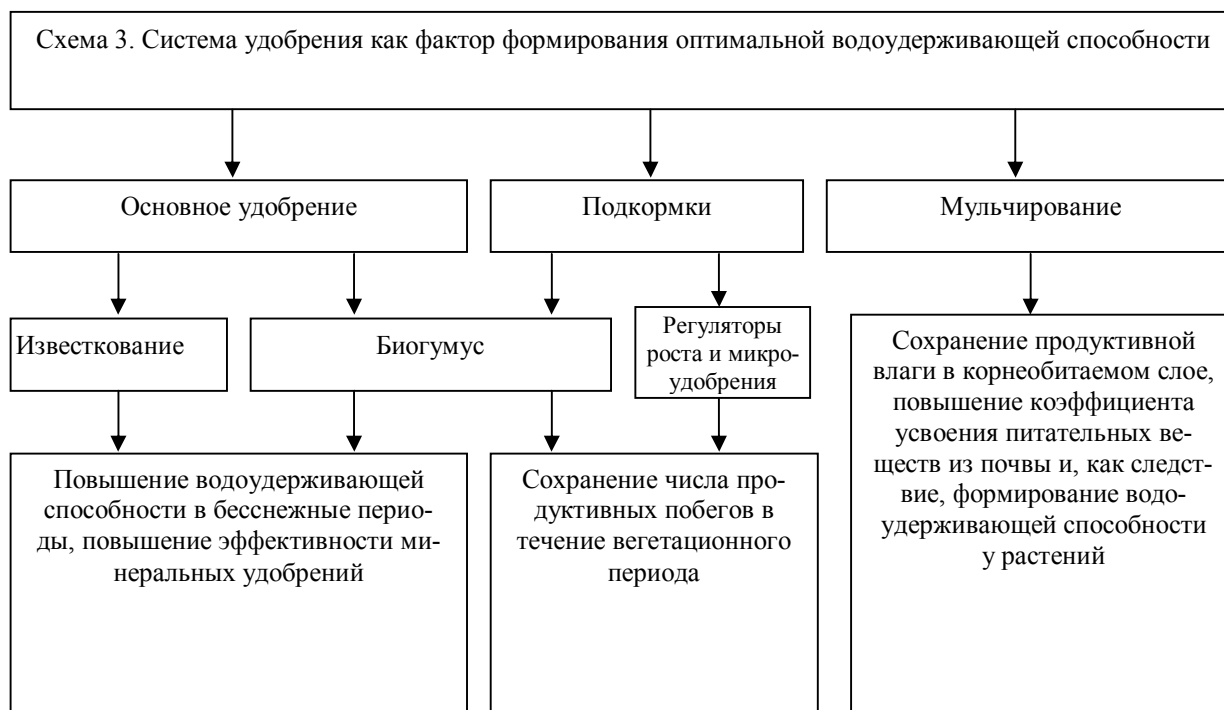 Схема 3. Система удобрения как фактор формирования оптимальной водоудерживающей способности
Основное удобрение
Подкормки
Мульчирование
Известкование
Биогумус
Регуляторы
роста и микро-
удобрения
Сохранение продуктивной
влаги в корнеобитаемом слое,
повышение коэффициента
усвоения питательных ве-
ществ из почвы и, как следст-
вие, формирование водо-
удерживающей способности
у растений
Повышение водоудерживающей
способности в бесснежные перио-
ды, повышение эффективности ми-
неральных удобрений
Сохранение числа про-
дуктивных побегов в
течение вегетационного
периода